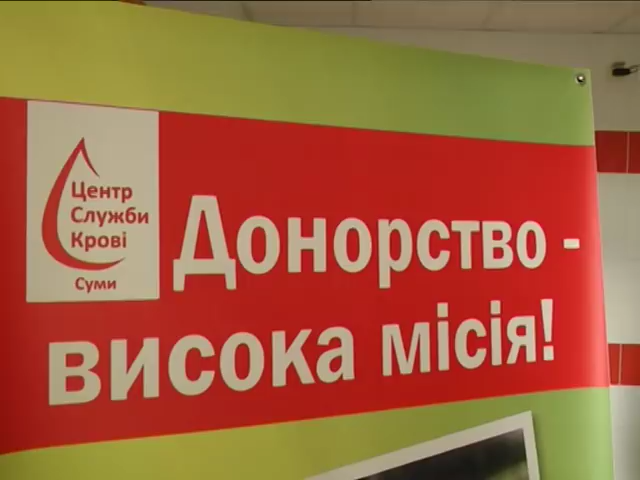 Центр
Служби
Крові
Суми
Донорство -
висока місія!